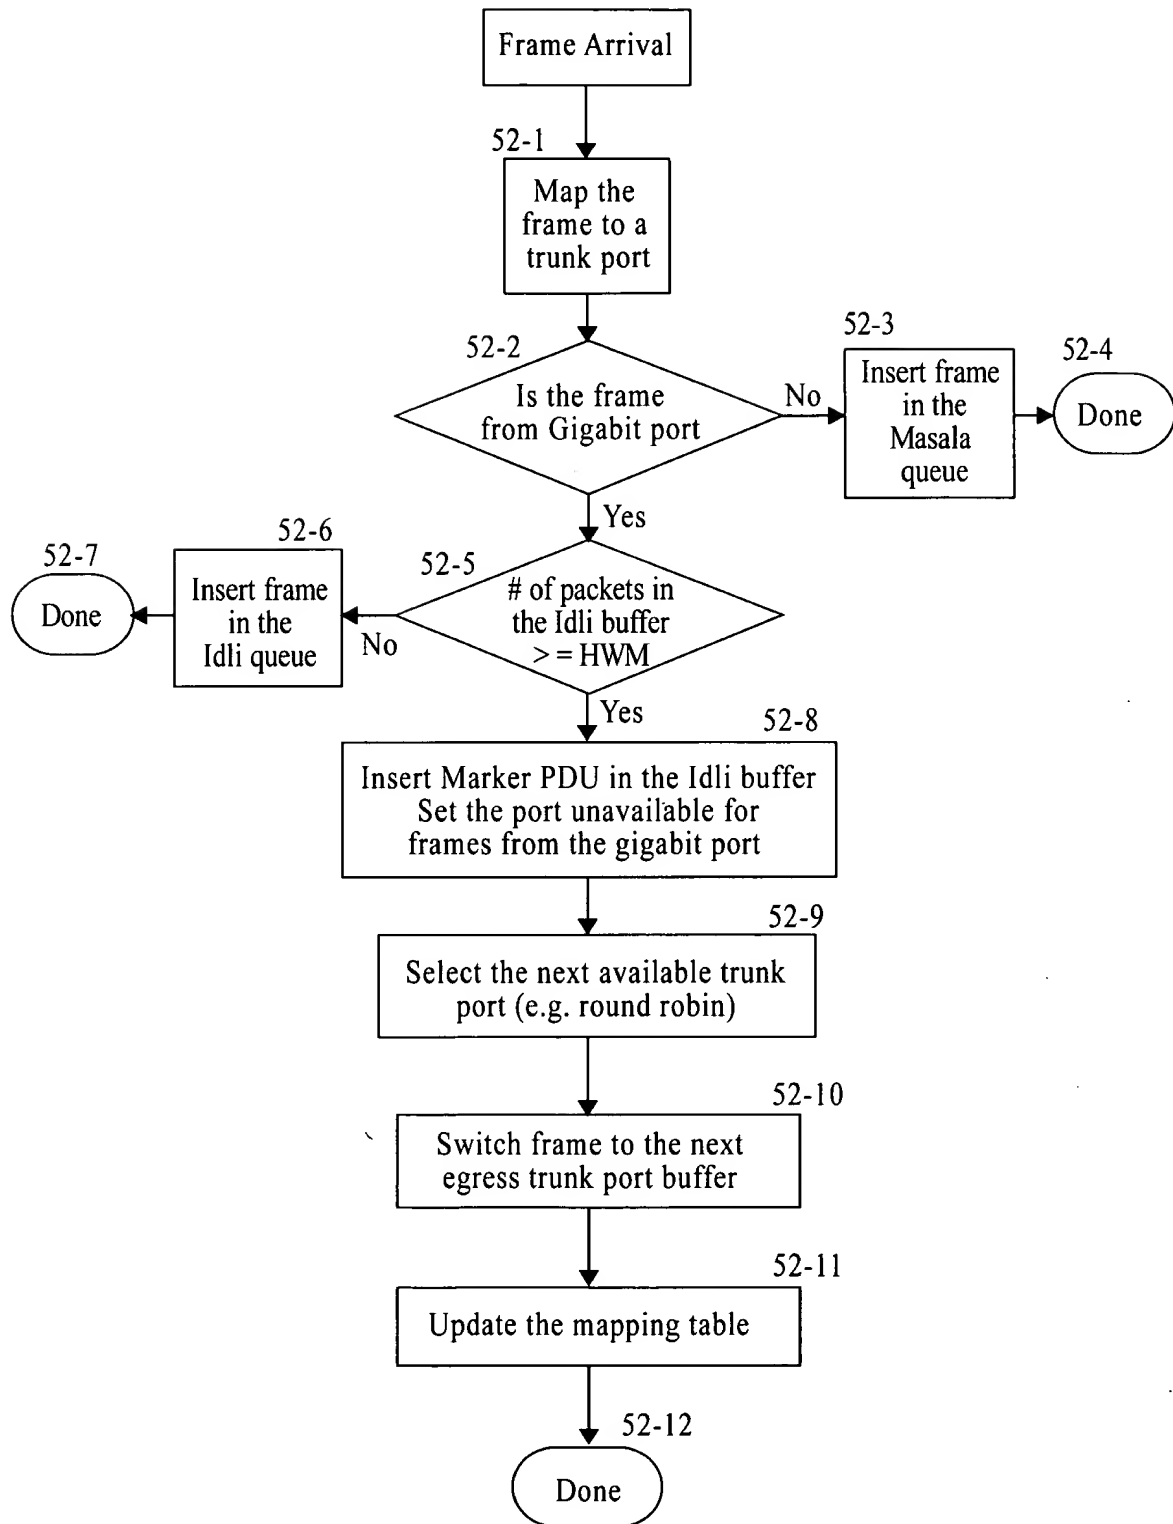 Frame Arrival
52-1
Map the
frame to a
trunk port
52-2
Is the frame
from Gigabit port
No
52-3
Insert frame
in the
Masala
queue
52-4
Done
Yes
52-5
# of packets in
the Idli buffer
> = HWM
No
52-6
Insert frame
in the
Idli queue
52-7
Done
Yes
52-8
Insert Marker PDU in the Idli buffer
Set the port unavailable for
frames from the gigabit port
52-9
Select the next available trunk
port (e.g. round robin)
52-10
Switch frame to the next
egress trunk port buffer
52-11
Update the mapping table
52-12
Done